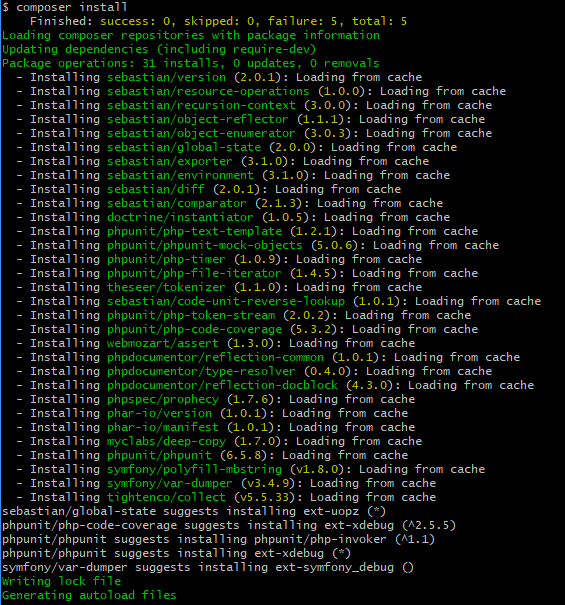 $ composer install
    Finished: success: 0, skipped: 0, failure: 5, total: 5
Loading composer repositories with package information
Updating dependencies (including require-dev)
Package operations: 31 installs, 0 updates, 0 removals
  - Installing sebastian/version (2.0.1): Loading from cache
  - Installing sebastian/resource-operations (1.0.0): Loading from cache
  - Installing sebastian/recursion-context (3.0.0): Loading from cache
  - Installing sebastian/object-reflector (1.1.1): Loading from cache
  - Installing sebastian/object-enumerator (3.0.3): Loading from cache
  - Installing sebastian/global-state (2.0.0): Loading from cache
  - Installing sebastian/exporter (3.1.0): Loading from cache
  - Installing sebastian/environment (3.1.0): Loading from cache
  - Installing sebastian/diff (2.0.1): Loading from cache
  - Installing sebastian/comparator (2.1.3): Loading from cache
  - Installing doctrine/instantiator (1.0.5): Loading from cache
  - Installing phpunit/php-text-template (1.2.1): Loading from cache
  - Installing phpunit/phpunit-mock-objects (5.0.6): Loading from cache
  - Installing phpunit/php-timer (1.0.9): Loading from cache
  - Installing phpunit/php-file-iterator (1.4.5): Loading from cache
  - Installing theseer/tokenizer (1.1.0): Loading from cache
  - Installing sebastian/code-unit-reverse-lookup (1.0.1): Loading from cache
  - Installing phpunit/php-token-stream (2.0.2): Loading from cache
  - Installing phpunit/php-code-coverage (5.3.2): Loading from cache
  - Installing webmozart/assert (1.3.0): Loading from cache
  - Installing phpdocumentor/reflection-common (1.0.1): Loading from cache
  - Installing phpdocumentor/type-resolver (0.4.0): Loading from cache
  - Installing phpdocumentor/reflection-docblock (4.3.0): Loading from cache
  - Installing phpspec/prophecy (1.7.6): Loading from cache
  - Installing phar-io/version (1.0.1): Loading from cache
  - Installing phar-io/manifest (1.0.1): Loading from cache
  - Installing myclabs/deep-copy (1.7.0): Loading from cache
  - Installing phpunit/phpunit (6.5.8): Loading from cache
  - Installing symfony/polyfill-mbstring (v1.8.0): Loading from cache
  - Installing symfony/var-dumper (v3.4.9): Loading from cache
  - Installing tightenco/collect (v5.5.33): Loading from cache
sebastian/global-state suggests installing ext-uopz (*)
phpunit/php-code-coverage suggests installing ext-xdebug (^2.5.5)
phpunit/phpunit suggests installing phpunit/php-invoker (^1.1)
phpunit/phpunit suggests installing ext-xdebug (*)
symfony/var-dumper suggests installing ext-symfony_debug ()
Writing lock file
Generating autoload files